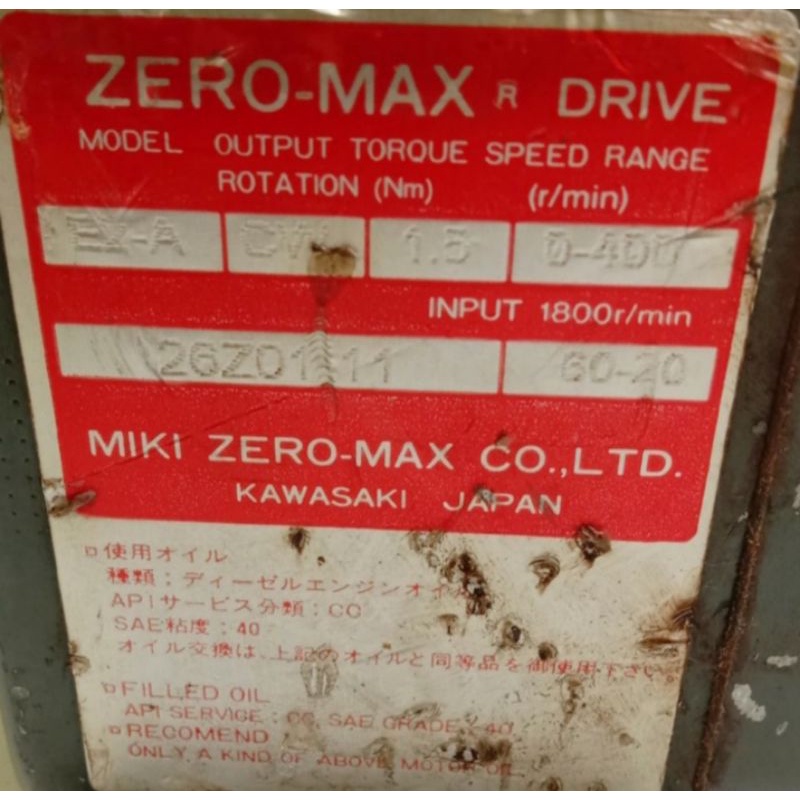 ZERO-MAX R DRIVE
MODEL OUTPUT TORQUE SPEED RANGE
ROTATION (Nm) (r/min)
1.5 0-400
INPUT 1800r/min
60-20
MIKI ZERO-MAX CO.,LTD.
KAWASAKI JAPAN
□使用オイル
種類:ディーゼルエンジンオイル
APIサービス分類:CC
SAE粘度:40
オイル交換は、上記のオイルと同等品を御使用下さい
□FILLED OIL
API SERVICE : CC, SAE GRADE : 40
□RECOMEND
ONLY A KIND OF ABOVE MOTOR OIL